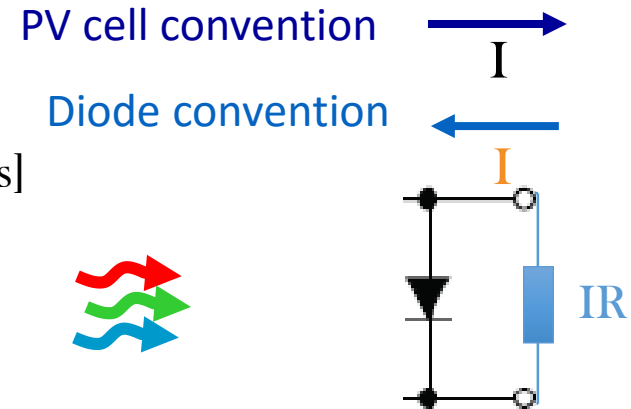 PV cell convention
I
Diode convention
I
s]
IR